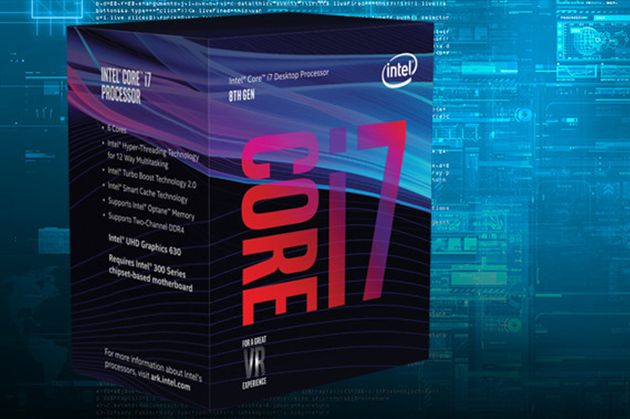 INTEL® CORE™ i7
PROCESSOR
• 6 Cores
• Intel® Hyper-Threading Technology
for 12 Way Multitasking
• Intel® Turbo Boost Technology 2.0
• Intel® Smart Cache Technology
• Supports Intel® Optane™ Memory
• Supports Two-Channel DDR4
Intel® UHD Graphics 630
Requires Intel® 300 Series
chipset-based motherboard
For more information about Intel's
processors, visit ark.intel.com
Intel® Core™ i7 Desktop Processor
8TH GEN
intel
CORE i7
FOR A GREAT
VR
EXPERIENCE